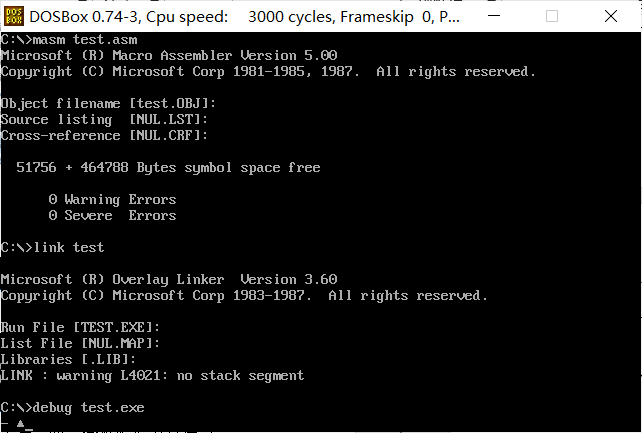 DOS
BOX
DOSBox 0.74-3, Cpu speed:    3000 cycles, Frameskip  0, P...
C:\>masm test.asm
Microsoft (R) Macro Assembler Version 5.00
Copyright (C) Microsoft Corp 1981-1985, 1987.  All rights reserved.

Object filename [test.OBJ]:
Source listing  [NUL.LST]:
Cross-reference [NUL.CRF]:

  51756 + 464788 Bytes symbol space free

      0 Warning Errors
      0 Severe  Errors

C:\>link test

Microsoft (R) Overlay Linker  Version 3.60
Copyright (C) Microsoft Corp 1983-1987.  All rights reserved.

Run File [TEST.EXE]:
List File [NUL.MAP]:
Libraries [.LIB]:
LINK : warning L4021: no stack segment

C:\>debug test.exe
- ▲_